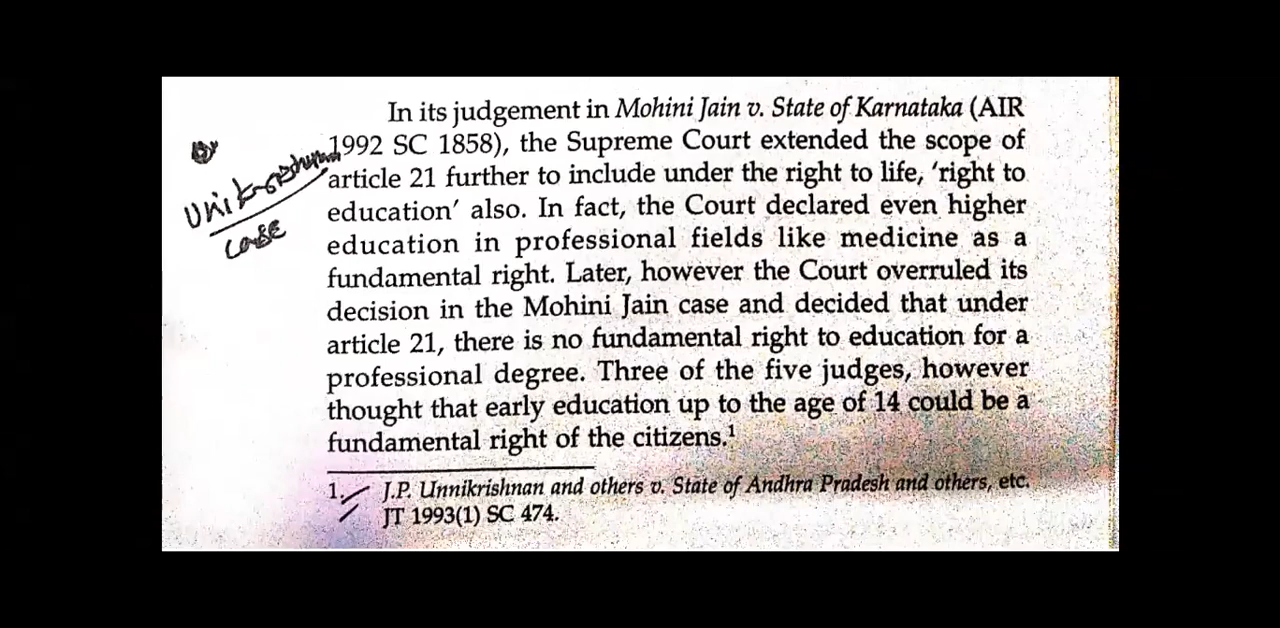 In its judgement in Mohini Jain v. State of Karnataka (AIR
1992 SC 1858), the Supreme Court extended the scope of
article 21 further to include under the right to life, 'right to
education' also. In fact, the Court declared even higher
education in professional fields like medicine as a
fundamental right. Later, however the Court overruled its
decision in the Mohini Jain case and decided that under
article 21, there is no fundamental right to education for a
professional degree. Three of the five judges, however
thought that early education up to the age of 14 could be a
fundamental right of the citizens.1
case
1. J.P. Unnikrishnan and others v. State of Andhra Pradesh and others, etc.
JT 1993(1) SC 474.